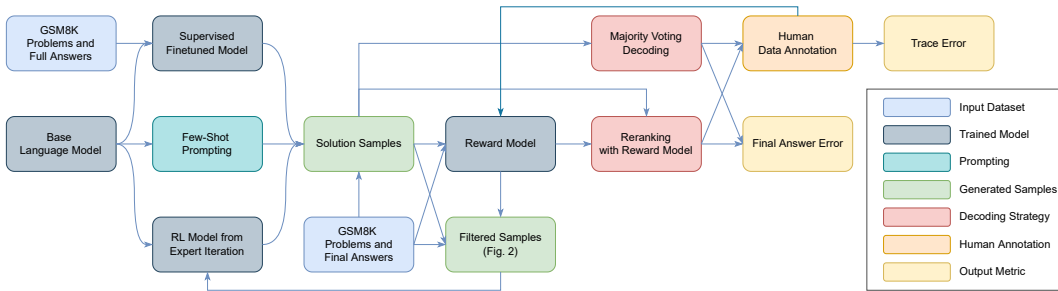 GSM8K
Problems and
Full Answers
Supervised
Finetuned Model
Majority Voting
Decoding
Human
Data Annotation
Trace Error
Base
Language Model
Few-Shot
Prompting
Solution Samples
Reward Model
Reranking
with Reward Model
Final Answer Error
RL Model from
Expert Iteration
GSM8K
Problems and
Final Answers
Filtered Samples
(Fig. 2)
Input Dataset
Trained Model
Prompting
Generated Samples
Decoding Strategy
Human Annotation
Output Metric